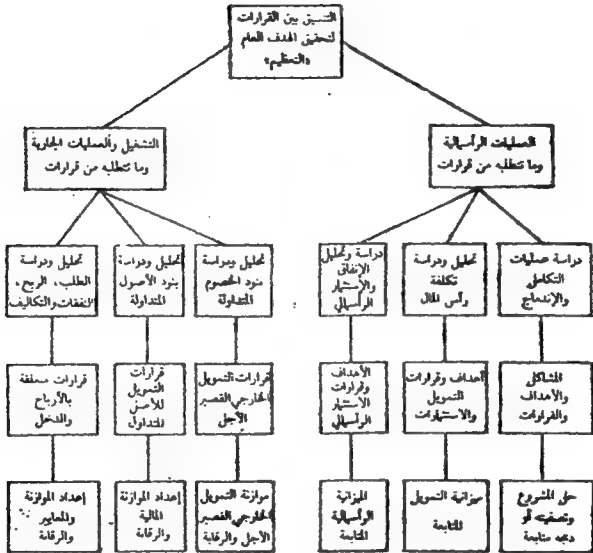 التنسيق بين القرارات
لتحقيق الهدف العام
«التعظيم»
العمليات الرأسمالية
وما تتطلبه من قرارات
التشغيل والعمليات الجارية
وما تتطلبه من قرارات
دراسة عمليات
التكامل
والإندماج
تحليل ودراسة
تكلفة
رأس المال
دراسة وتحليل
الإنفاق
والإستثمار
الرأسمالي
تحليل ودراسة
بنود الخصوم
المتداولة
تحليل ودراسة
بنود الأصول
المتداولة
تحليل ودراسة
الطلب، الربح،
النفقات والتكاليف
المشاكل
والأهداف
والقرارات
أهداف وقرارات
التمويل
والاستثمارات
الأهداف
وقرارات
الاستثمار
الرأسمالي
قرارات التمويل
الخارجي القصير
الأجل
قرارات
التمويل
للأصل
المتداول
قرارات متعلقة
بالأرباح
والدخل
حل المشروع
وتصفيته أو
دمجه متابعة
ميزانية التمويل
المتابعة
الميزانية
الرأسمالية
المتابعة
موازنة التمويل
الخارجي القصير
الأجل والرقابة
إعداد الموازنة
المالية
والرقابة
إعداد الموازنة
والمعايير
والرقابة